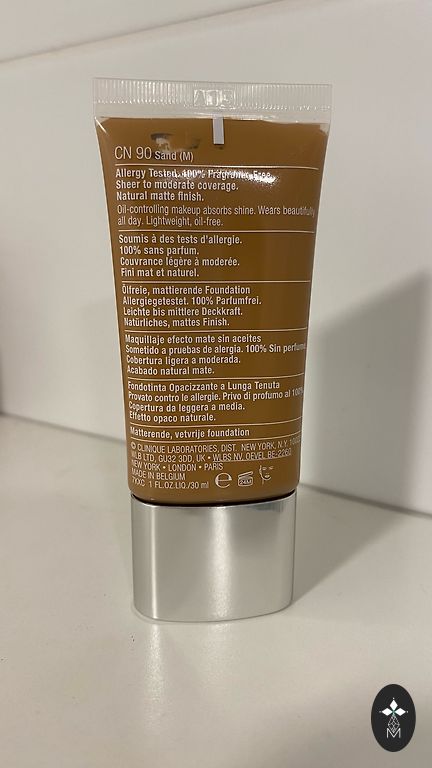 CN 90 Sand (M)
Allergy Tested. 100% Fragrance Free.
Sheer to moderate coverage.
Natural matte finish.
Oil-controlling makeup absorbs shine. Wears beautifully
all day. Lightweight, oil-free.
Soumis à des tests d'allergie.
100% sans parfum.
Couvrance légère à modérée.
Fini mat et naturel.
Ölfreie, mattierende Foundation
Allergiegetestet. 100% Parfumfrei.
Leichte bis mittlere Deckkraft.
Natürliches, mattes Finish.
Maquillaje efecto mate sin aceites
Sometido a pruebas de alergia. 100% Sin perfume.
Cobertura ligera a moderada.
Acabado natural mate.
Fondotinta Opacizzante a Lunga Tenuta
Provato contro le allergie. Privo di profumo al 100%
Copertura da leggera a media.
Effetto opaco naturale.
Matterende, vetvrije foundation
© CLINIQUE LABORATORIES, DIST. NEW YORK, N.Y.
WLB LTD, GU32 3DD, UK • WLBS NV, OEVEL BE-2260
NEW YORK • LONDON • PARIS
MADE IN BELGIUM
7KXC 1 FL.OZ.LIQ./30 ml e 24M
M